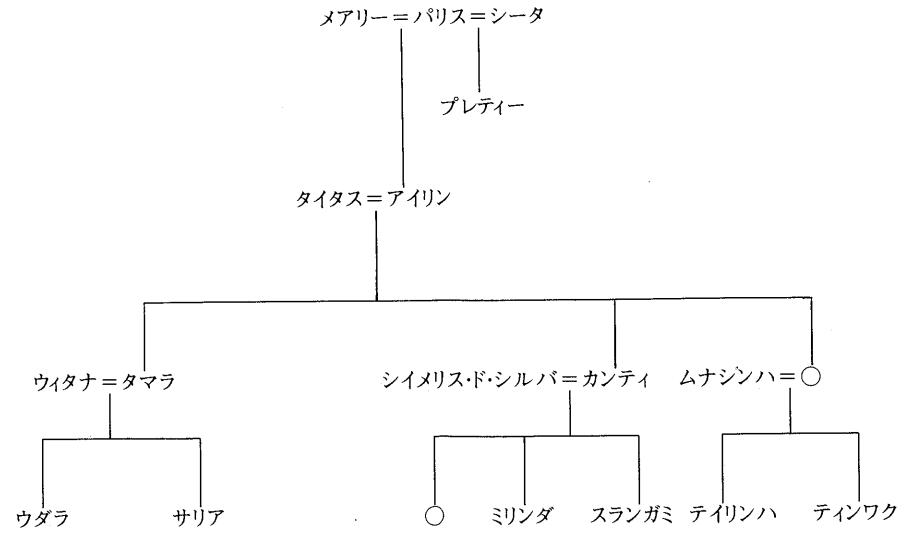 メアリー＝パリス＝シータ
プレティー
タイタス＝アイリン
ウィタナ＝タマラ　シイメリス・ド・シルバ＝カンティ　ムナシンハ＝○
ウダラ　サリア　○　ミリンダ　スランガミ　テイリンハ　ティンワク